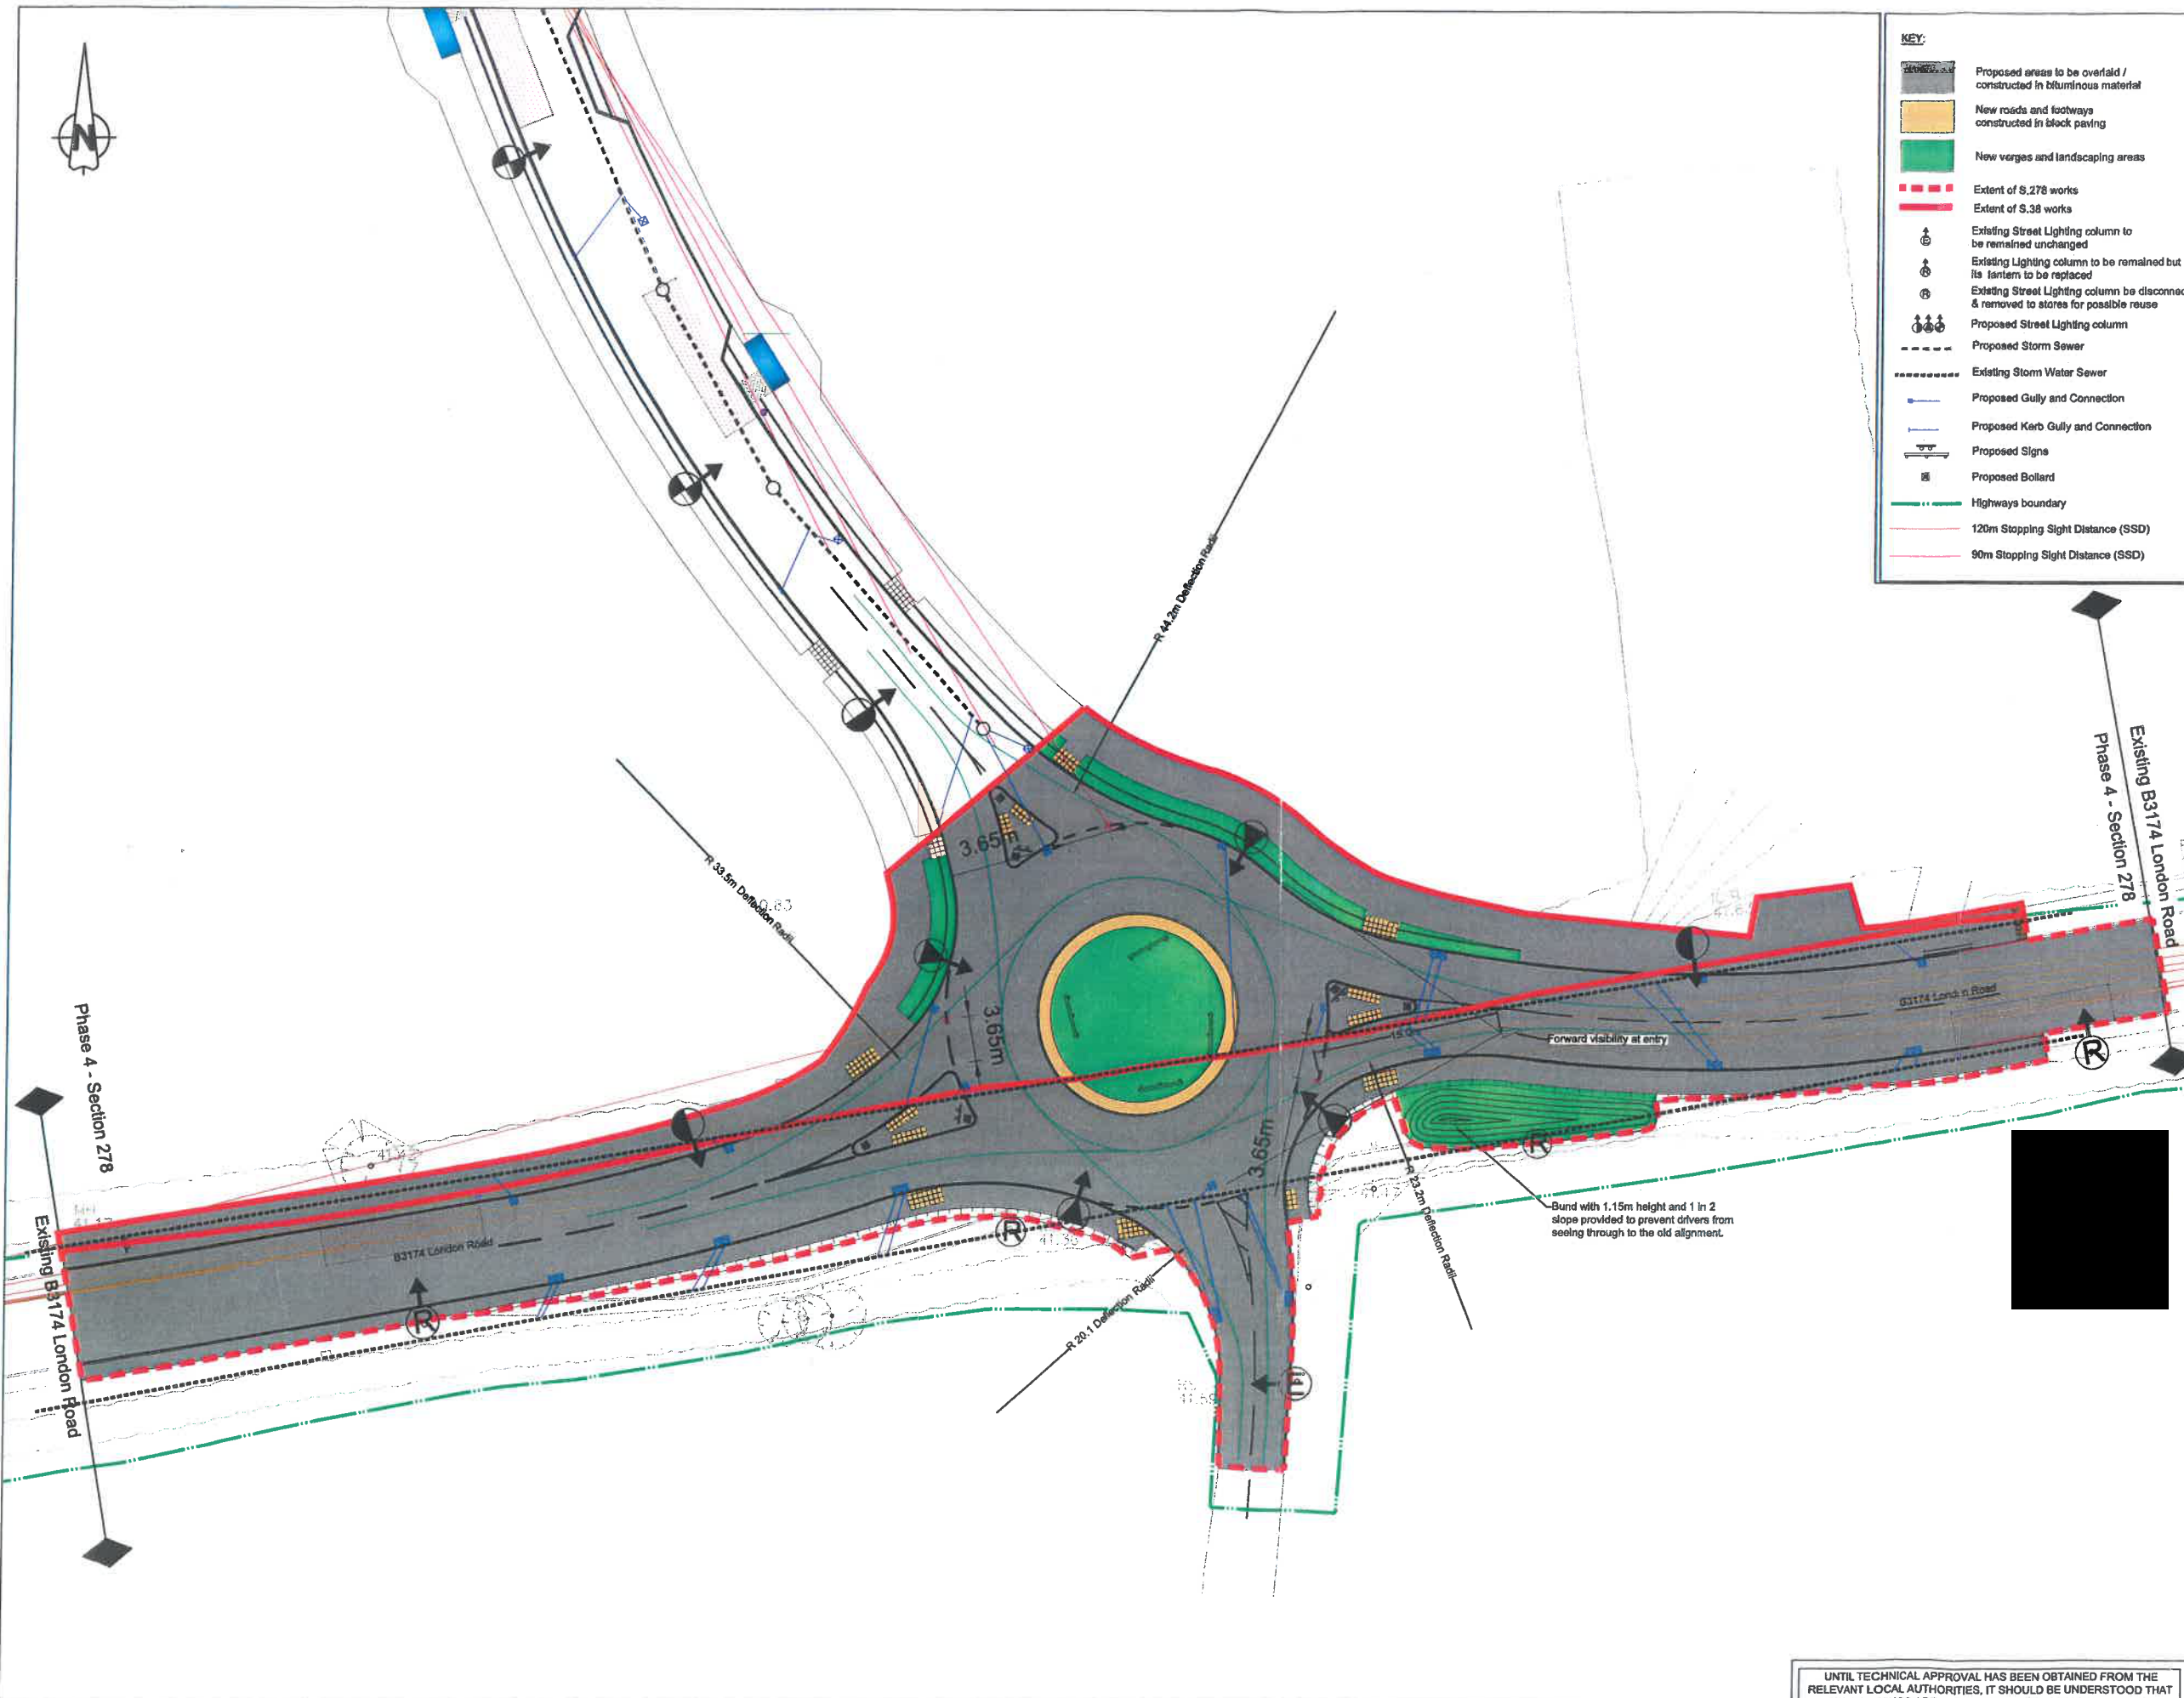 N
KEY:
Proposed areas to be overlaid /
constructed in bituminous material
New roads and footways
constructed in block paving
New verges and landscaping areas
Extent of S.278 works
Extent of S.38 works
E
Existing Street Lighting column to
be remained unchanged
R
Existing Lighting column to be remained but
its lantern to be replaced
R
Existing Street Lighting column be disconnec
& removed to stores for possible reuse
Proposed Street Lighting column
Proposed Storm Sewer
Existing Storm Water Sewer
Proposed Gully and Connection
Proposed Kerb Gully and Connection
Proposed Signs
Proposed Bollard
Highways boundary
120m Stopping Sight Distance (SSD)
90m Stopping Sight Distance (SSD)
R 44.2m Deflection Radii
R 33.5m Deflection Radii
3.65m
3.65m
3.65m
Existing B3174 London Road
Phase 4 - Section 278
B3174 London Road
Forward visibility at entry
R
R
Bund with 1.15m height and 1 in 2
slope provided to prevent drivers from
seeing through to the old alignment.
R 23.2m Deflection Radii
R 20.1 Deflection Radii
Phase 4 - Section 278
Existing B3174 London Road
B3174 London Road
R
R
E
UNTIL TECHNICAL APPROVAL HAS BEEN OBTAINED FROM THE
RELEVANT LOCAL AUTHORITIES, IT SHOULD BE UNDERSTOOD THAT